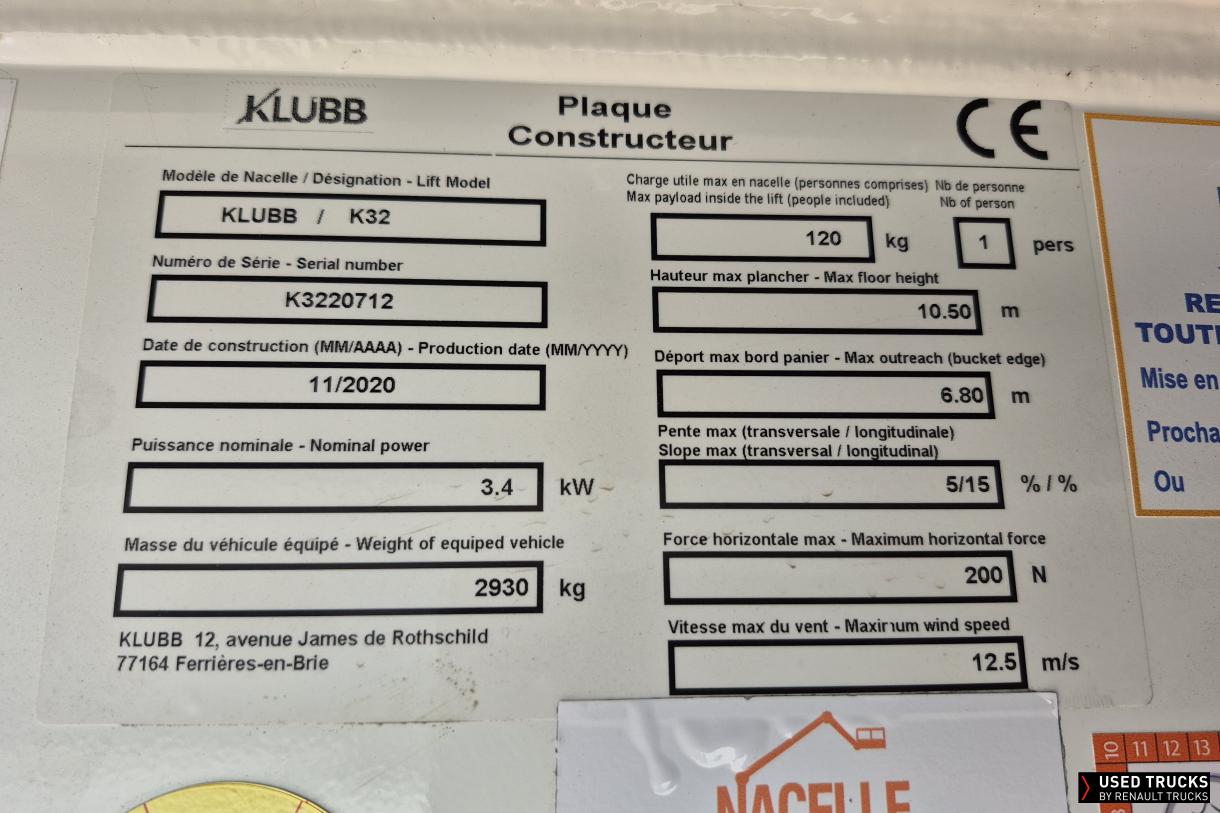 KLUBB
Plaque
Constructeur
CE
Modèle de Nacelle / Désignation - Lift Model
KLUBB / K32
Numéro de Série - Serial number
K3220712
Date de construction (MM/AAAA) - Production date (MM/YYYY)
11/2020
Puissance nominale - Nominal power
3.4 kW
Masse du véhicule équipé - Weight of equiped vehicle
2930 kg
KLUBB 12, avenue James de Rothschild
77164 Ferrières-en-Brie
Charge utile max en nacelle (personnes comprises)
Max payload inside the lift (people included)
120 kg
Nb de personne
Nb of person
1 pers
Hauteur max plancher - Max floor height
10.50 m
Déport max bord panier - Max outreach (bucket edge)
6.80 m
Pente max (transversale / longitudinale)
Slope max (transversal / longitudinal)
5/15 % / %
Force horizontale max - Maximum horizontal force
200 N
Vitesse max du vent - Maximum wind speed
12.5 m/s
RE
TOUT
Mise en
Procha
Ou
NACELLE
10 11 12 13
USED TRUCKS
BY RENAULT TRUCKS